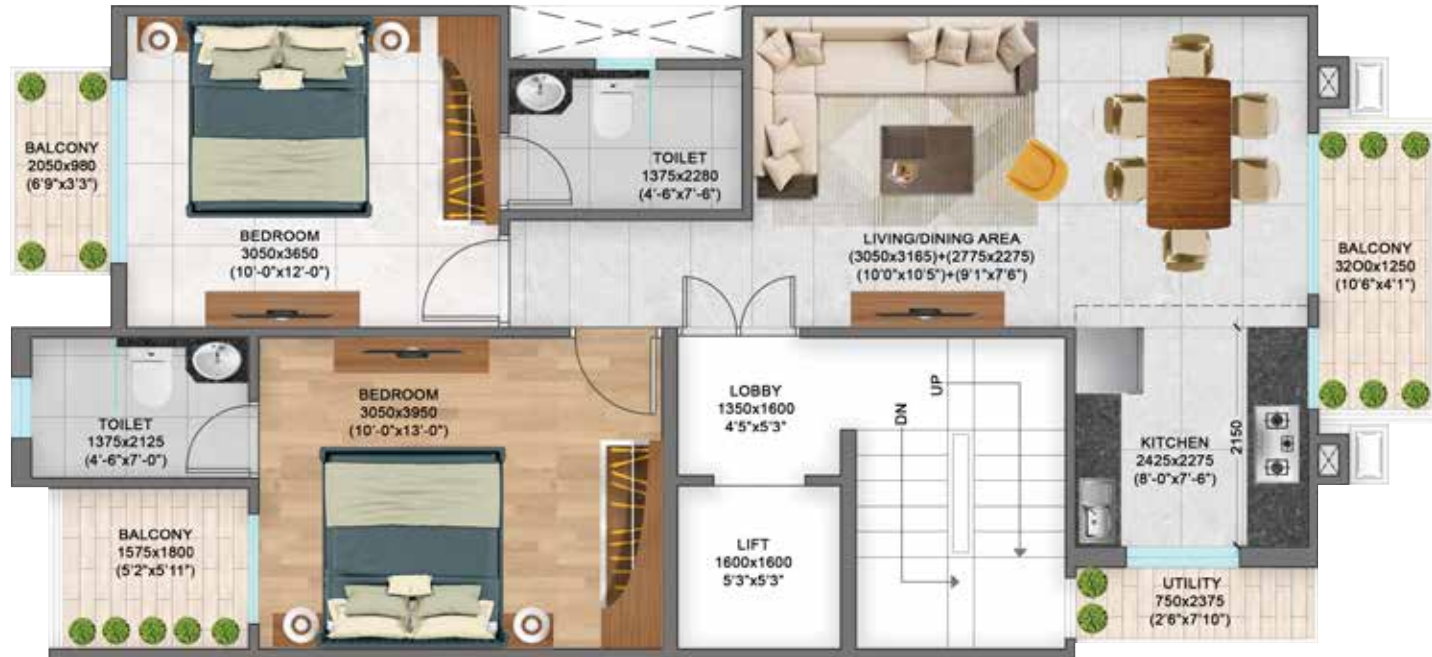 BALCONY
2050x980
(6'9"x3'3")
BEDROOM
3050x3650
(10'-0"x12'-0")
TOILET
1375x2280
(4'-6"x7'-6")
LIVING/DINING AREA
(3050x3165)+(2775x2275)
(10'0"x10'5")+(9'1"x7'6")
BALCONY
32O0x1250
(10'6"x4'1")
TOILET
1375x2125
(4'-6"x7'-0")
BEDROOM
3050x3950
(10'-0"x13'-0")
LOBBY
1350x1600
4'5"x5'3"
DN
UP
KITCHEN
2425x2275
(8'-0"x7'-6")
2150
BALCONY
1575x1800
(5'2"x5'11")
LIFT
1600x1600
5'3"x5'3"
UTILITY
750x2375
(2'6"x7'10")